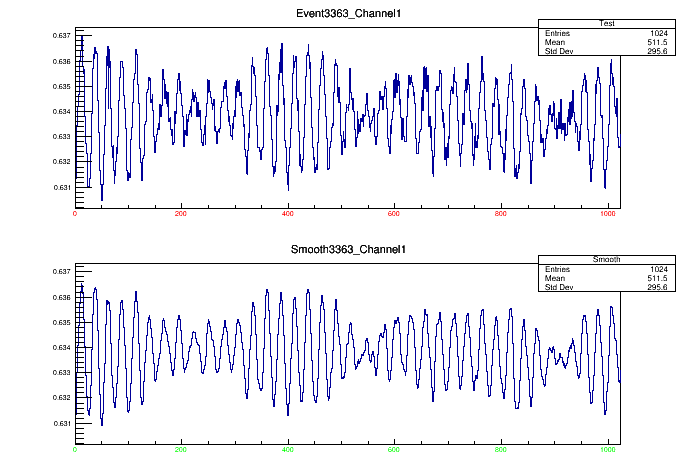 Event3363_Channel1
Test
Entries 1024
Mean 511.5
Std Dev 295.6
0.637
0.636
0.635
0.634
0.633
0.632
0.631
0 200 400 600 800 1000
Smooth3363_Channel1
Smooth
Entries 1024
Mean 511.5
Std Dev 295.6
0.637
0.636
0.635
0.634
0.633
0.632
0.631
0 200 400 600 800 1000